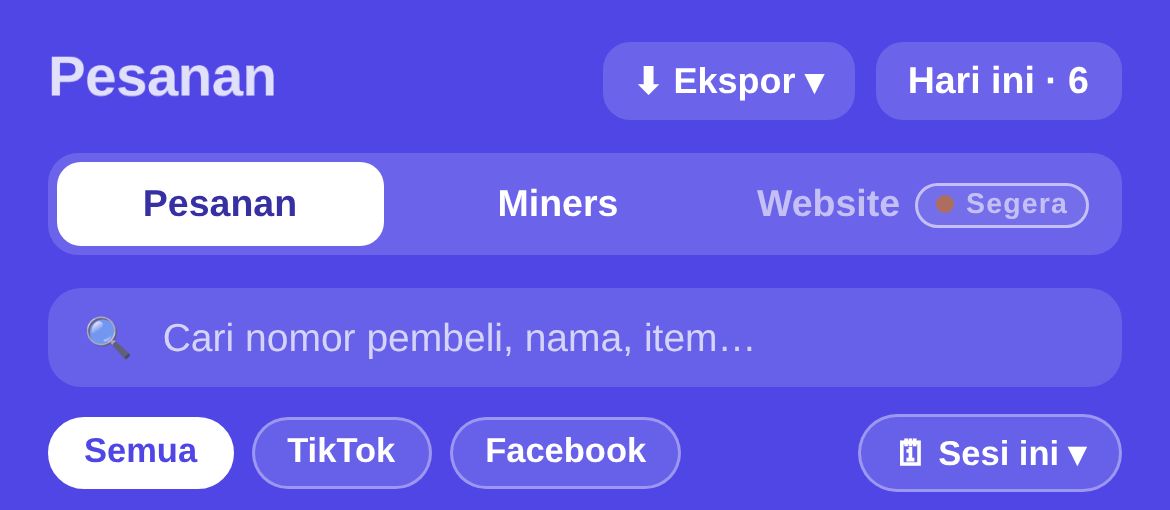 Pesanan
⬇ Ekspor ▾
Hari ini · 6
Pesanan
Miners
Website
Segera
Cari nomor pembeli, nama, item…
Semua
TikTok
Facebook
🗓 Sesi ini ▾